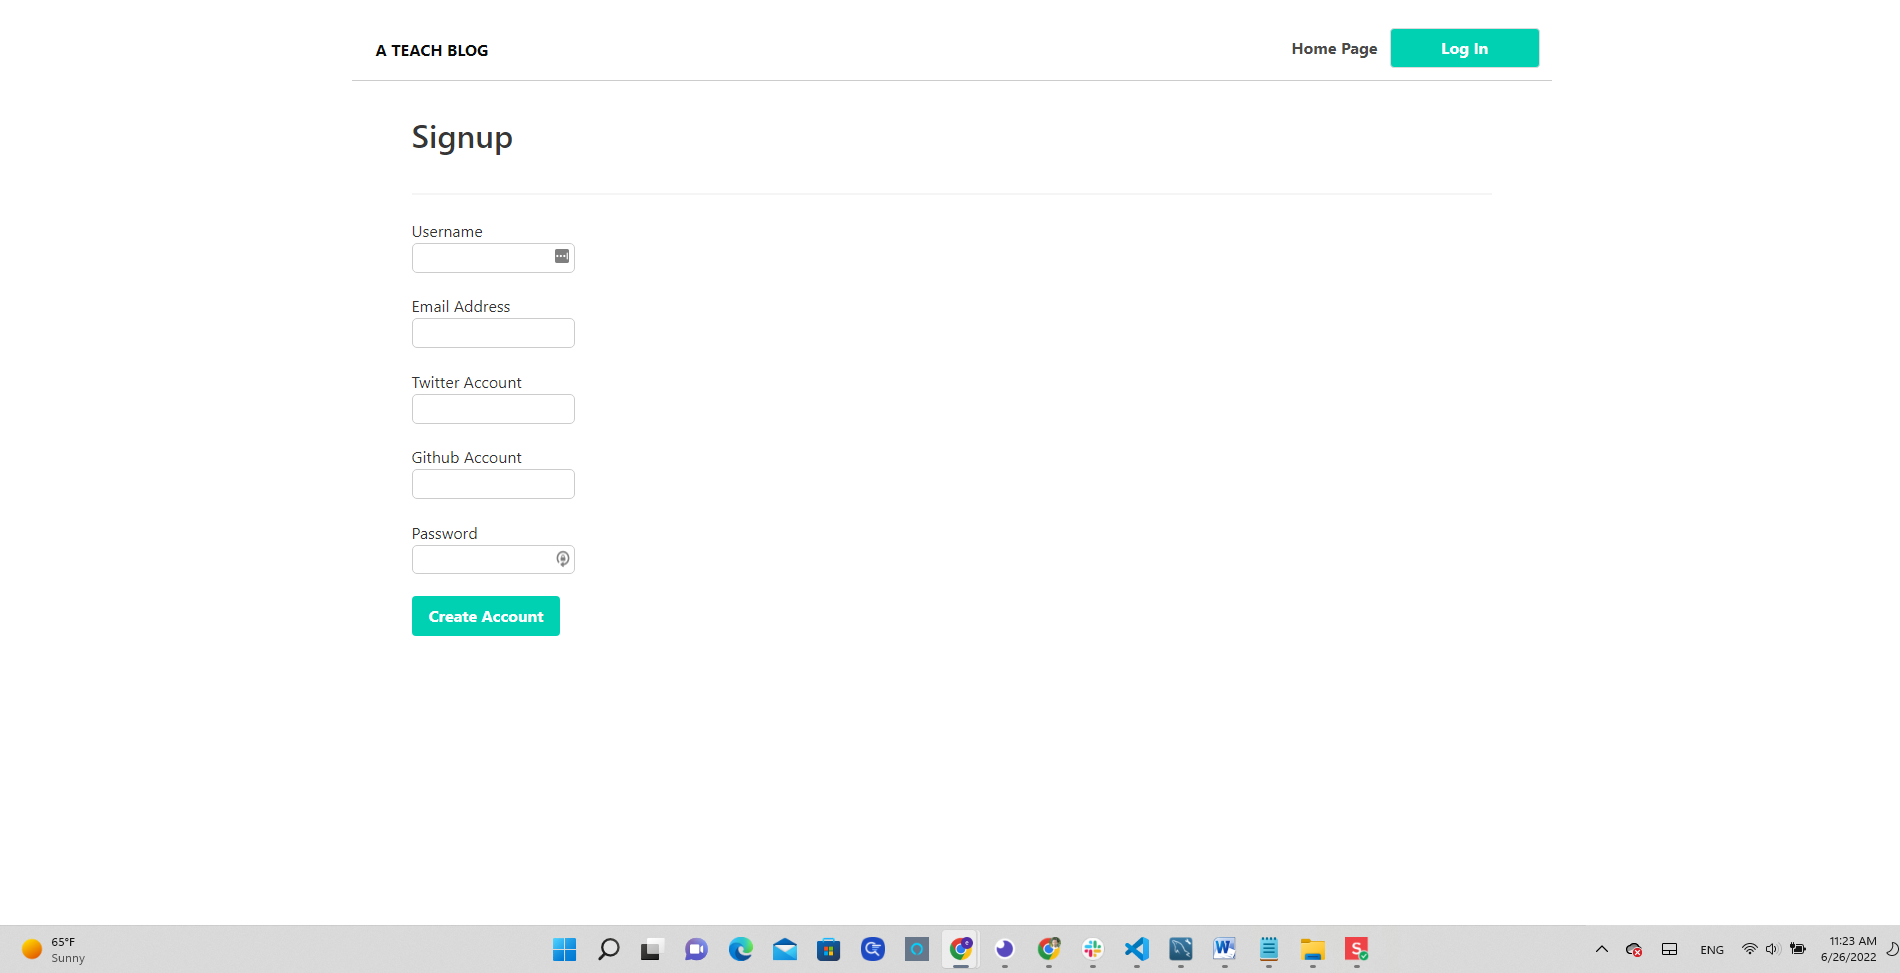 A TEACH BLOG
Home Page
Log In
Signup
Username
Email Address
Twitter Account
Github Account
Password
Create Account
65°F
Sunny
ENG
11:23 AM
6/26/2022